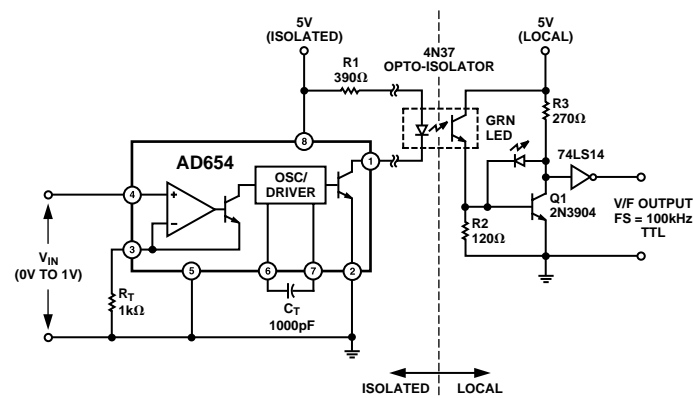 5V
(ISOLATED)
4N37
OPTO-ISOLATOR
5V
(LOCAL)
R1
390Ω
R3
270Ω
GRN
LED
8
1
AD654
OSC/
DRIVER
74LS14
4
+
–
3
V/F OUTPUT
FS = 100kHz
TTL
Q1
2N3904
R2
120Ω
VIN
(0V TO 1V)
RT
1kΩ
5
6
7
2
CT
1000pF
ISOLATED
LOCAL